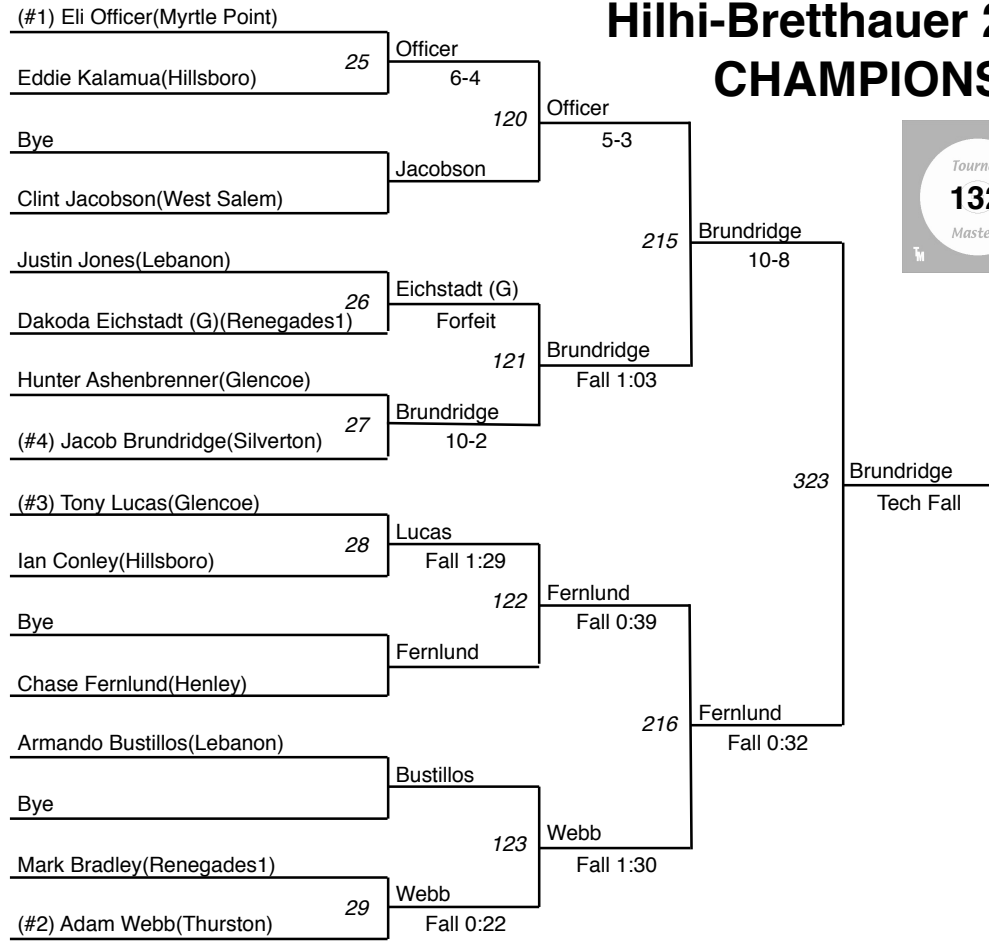 Hilhi-Bretthauer
CHAMPIONS
(#1) Eli Officer(Myrtle Point)
25
Officer
Eddie Kalamua(Hillsboro)
6-4
120
Officer
Bye
5-3
Jacobson
Clint Jacobson(West Salem)
132
TM
215
Brundridge
10-8
Justin Jones(Lebanon)
26
Eichstadt (G)
Dakoda Eichstadt (G)(Renegades1)
Forfeit
121
Brundridge
Hunter Ashenbrenner(Glencoe)
Fall 1:03
27
Brundridge
(#4) Jacob Brundridge(Silverton)
10-2
323
Brundridge
Tech Fall
(#3) Tony Lucas(Glencoe)
28
Lucas
Ian Conley(Hillsboro)
Fall 1:29
122
Fernlund
Bye
Fall 0:39
Fernlund
Chase Fernlund(Henley)
216
Fernlund
Fall 0:32
Armando Bustillos(Lebanon)
Bustillos
Bye
123
Webb
Mark Bradley(Renegades1)
Fall 1:30
29
Webb
(#2) Adam Webb(Thurston)
Fall 0:22